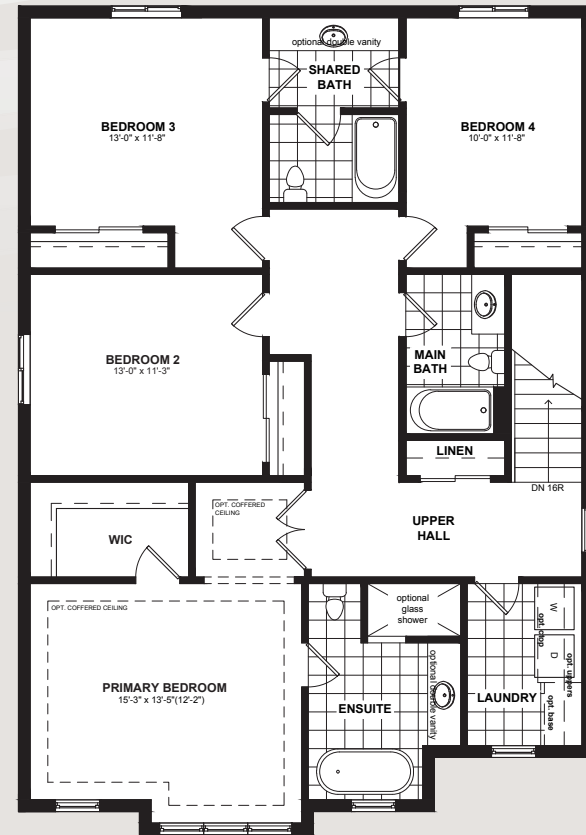 optional double vanity
SHARED
BATH
BEDROOM 3
13'-0" x 11'-8"
BEDROOM 4
10'-0" x 11'-8"
BEDROOM 2
13'-0" x 11'-3"
MAIN
BATH
LINEN
DN 16R
OPT. COFFERED
CEILING
WIC
UPPER
HALL
OPT. COFFERED CEILING
optional
glass
shower
W
opt. ctop
D
opt. uppers
PRIMARY BEDROOM
15'-3" x 13'-5"(12'-2")
ENSUITE
optional double vanity
LAUNDRY
opt. base